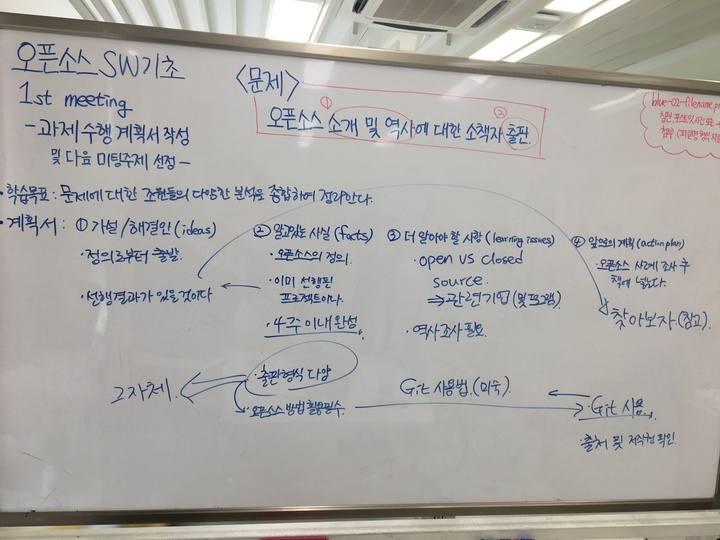 오픈소스 SW기초
1st meeting
- 과제 수행 계획서 작성
및 다음 미팅주제 선정 -
<문제>
① ②
오픈소스 소개 및 역사에 대한 소책자 출판.
blue-02-filename.p
• 학습목표 : 문제에 대한 조원들의 다양한 분석을 종합하여 정리한다.
• 계획서 : ① 가설/해결안 (ideas)
· 정의로부터 출발.
· 선행결과가 있을 것이다
② 알고있는 사실 (facts)
· 오픈소스의 정의.
· 이미 선행된
프로젝트이다.
· 4주 이내 완성
· 출판 형식 다양
· 오픈소스 방법 활용필수
그 자체.
③ 더 알아야 할 사항 (learning issues)
· open vs closed
source.
⇒ 관련기업 (및 프로그램)
· 역사조사 필요.
Git 사용법. (미숙)
④ 앞으로의 계획 (action plan)
· 오픈소스 사례 조사 후
책에 넣는다.
찾아보자 (참고)
· Git 사용
· 출처 및 저작권 확인.